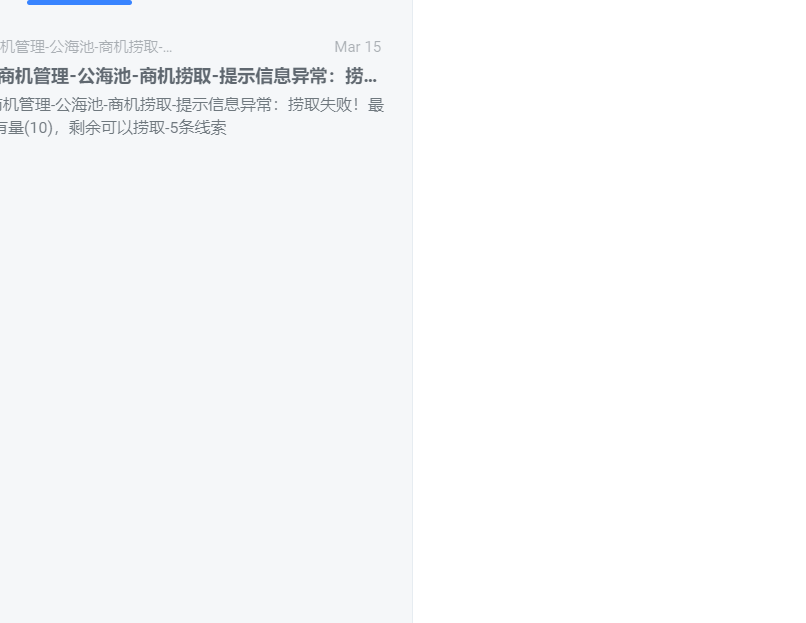 机管理-公海池-商机捞取-...
Mar 15
商机管理-公海池-商机捞取-提示信息异常：捞...
商机管理-公海池-商机捞取-提示信息异常：捞取失败！最
有量(10)，剩余可以捞取-5条线索